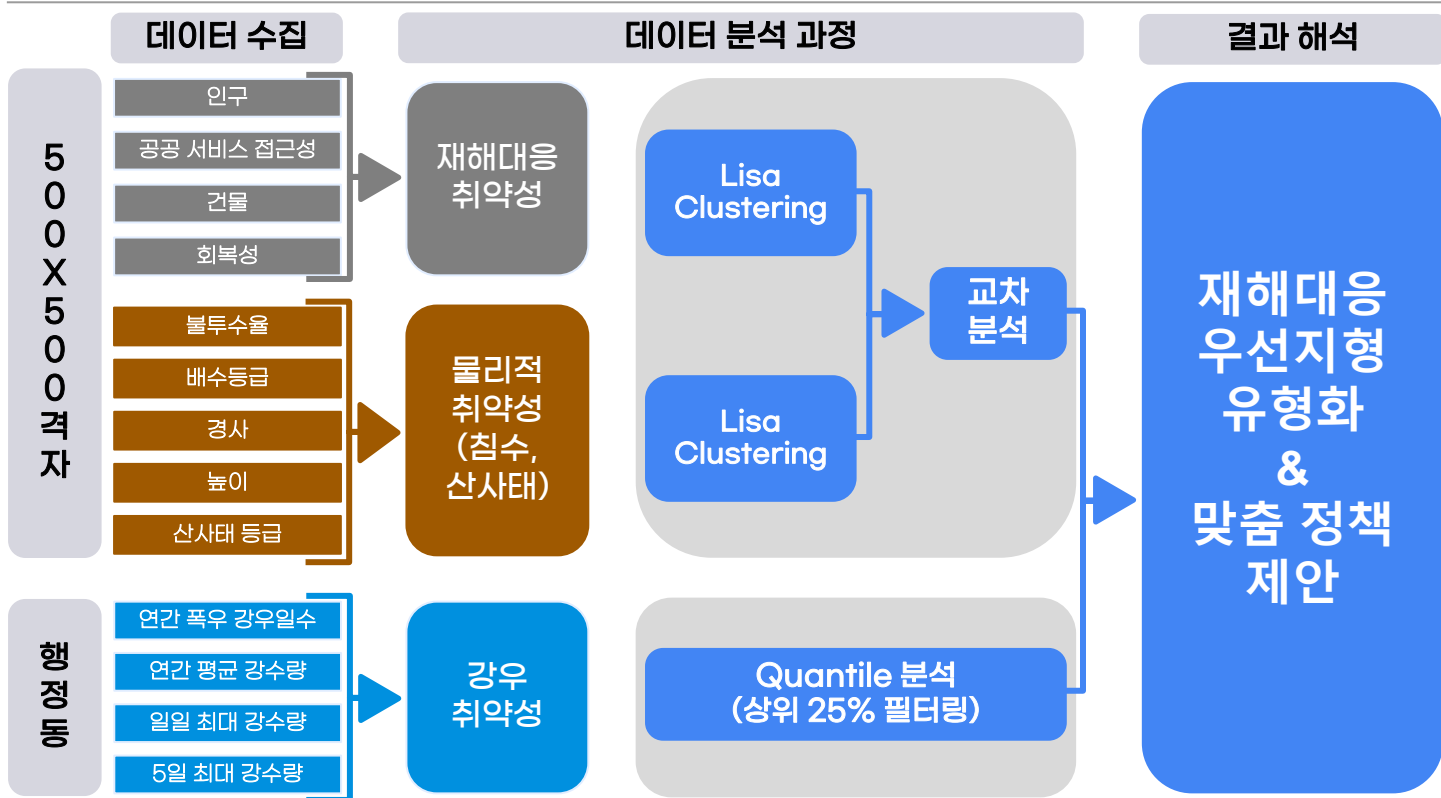 데이터 수집
데이터 분석 과정
결과 해석
500X500격자
인구
공공 서비스 접근성
건물
회복성
재해대응
취약성
불투수율
배수등급
경사
높이
산사태 등급
물리적
취약성
(침수,
산사태)
Lisa
Clustering
Lisa
Clustering
교차
분석
행정동
연간 폭우 강우일수
연간 평균 강수량
일일 최대 강수량
5일 최대 강수량
강우
취약성
Quantile 분석
(상위 25% 필터링)
재해대응
우선지형
유형화
&
맞춤 정책
제안